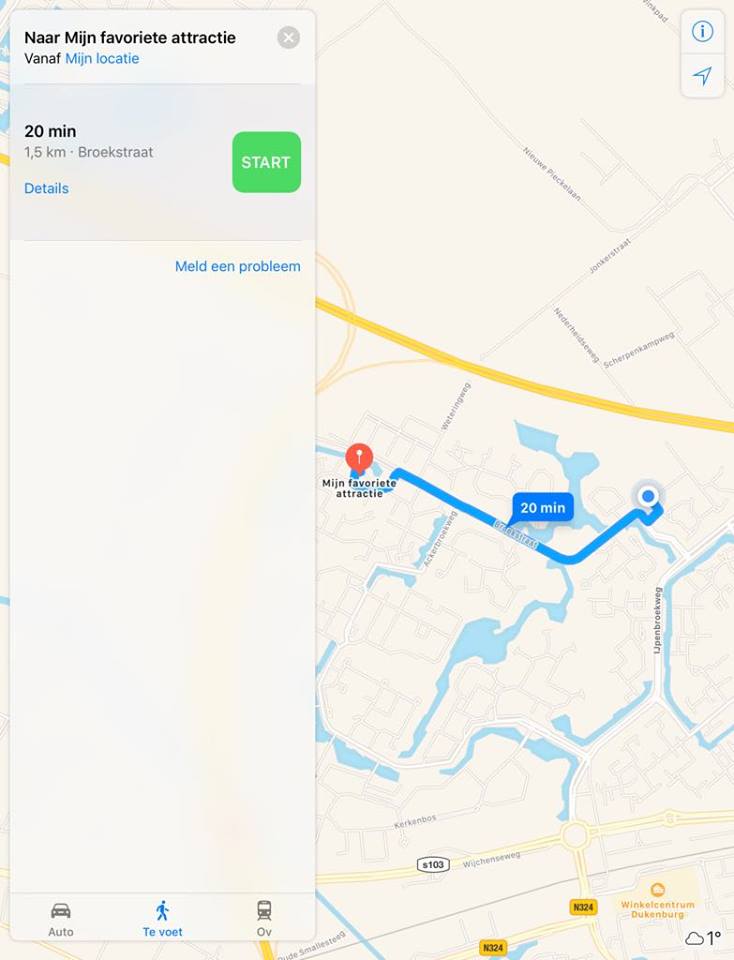 Naar Mijn favoriete attractie
Vanaf Mijn locatie
20 min
1,5 km · Broekstraat
START
Details
Meld een probleem
Nieuwe Pieckelaan
Jonkerstraat
Nederheidseweg
Scherpenkampweg
Weteringweg
Mijn favoriete
attractie
20 min
Broekstraat
Ackerbroekweg
IJpenbroekweg
Kerkenbos
s103
Wijchenseweg
N324
Winkelcentrum
Dukenburg
N324
Oude Smallesteeg
1°
Auto
Te voet
Ov